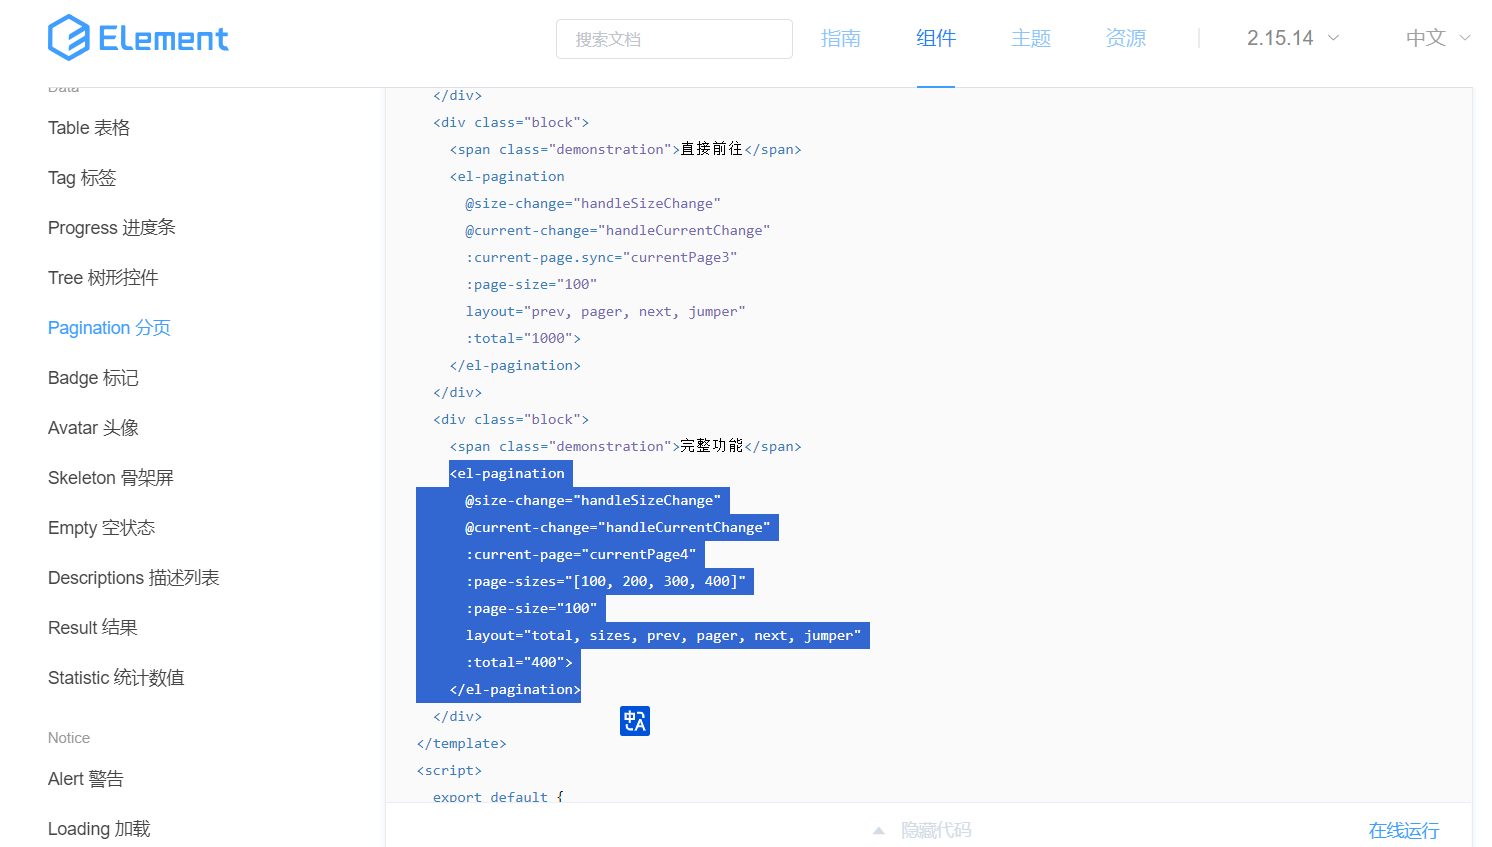 Element
搜索文档
指南
组件
主题
资源
2.15.14
中文
Data
Table 表格
Tag 标签
Progress 进度条
Tree 树形控件
Pagination 分页
Badge 标记
Avatar 头像
Skeleton 骨架屏
Empty 空状态
Descriptions 描述列表
Result 结果
Statistic 统计数值
Notice
Alert 警告
Loading 加载
</div>
<div class="block">
<span class="demonstration">直接前往</span>
<el-pagination
@size-change="handleSizeChange"
@current-change="handleCurrentChange"
:current-page.sync="currentPage3"
:page-size="100"
layout="prev, pager, next, jumper"
:total="1000">
</el-pagination>
</div>
<div class="block">
<span class="demonstration">完整功能</span>
<el-pagination
@size-change="handleSizeChange"
@current-change="handleCurrentChange"
:current-page="currentPage4"
:page-sizes="[100, 200, 300, 400]"
:page-size="100"
layout="total, sizes, prev, pager, next, jumper"
:total="400">
</el-pagination>
</div>
中A
</template>
<script>
export default {
隐藏代码
在线运行